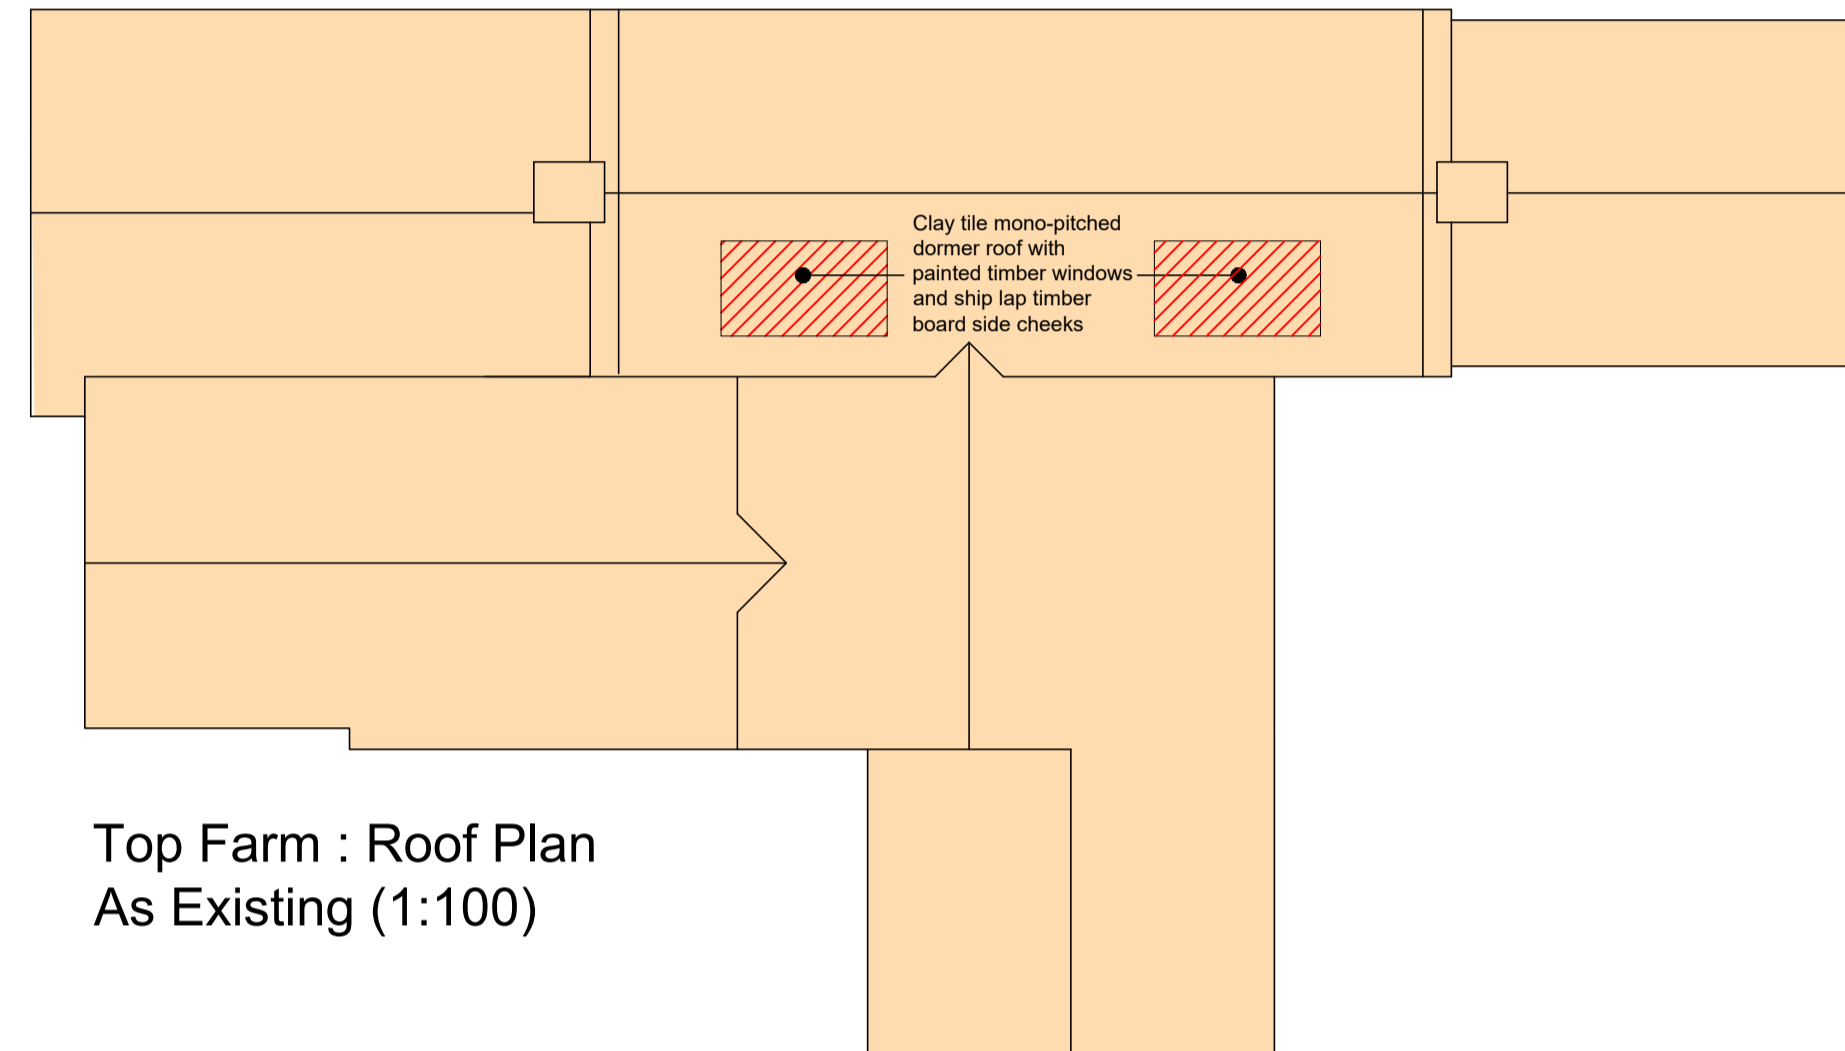 Clay tile mono-pitched
dormer roof with
painted timber windows
and ship lap timber
board side cheeks
Top Farm : Roof Plan
As Existing (1:100)